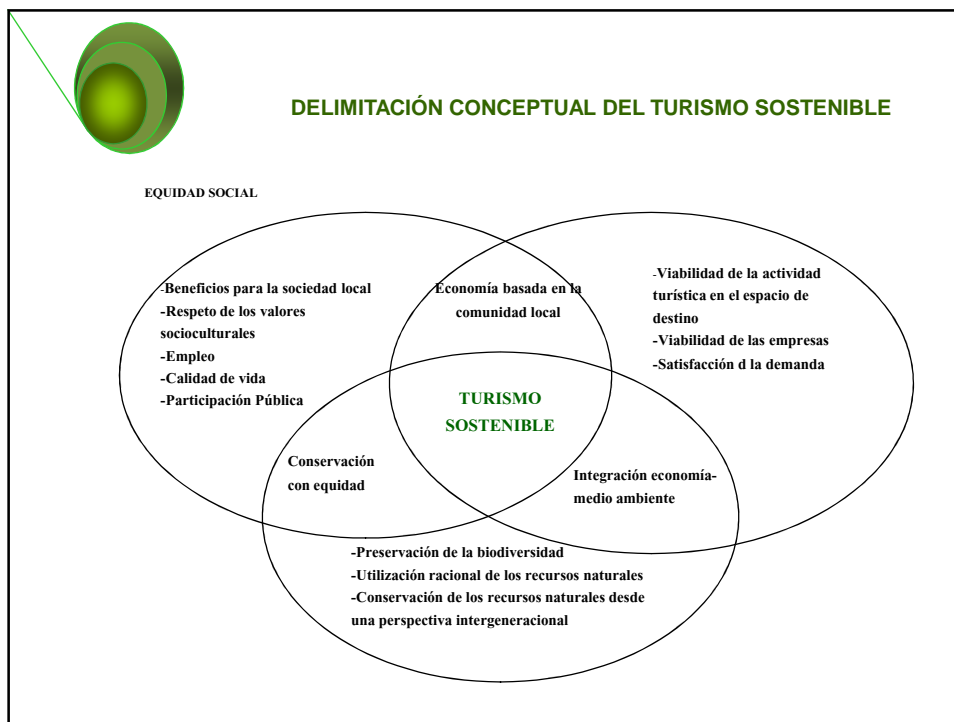 DELIMITACIÓN CONCEPTUAL DEL TURISMO SOSTENIBLE
EQUIDAD SOCIAL
-Beneficios para la sociedad local
-Respeto de los valores
socioculturales
-Empleo
-Calidad de vida
-Participación Pública
Economía basada en la
comunidad local
-Viabilidad de la actividad
turística en el espacio de
destino
-Viabilidad de las empresas
-Satisfacción d la demanda
TURISMO
SOSTENIBLE
Conservación
con equidad
Integración economía-
medio ambiente
-Preservación de la biodiversidad
-Utilización racional de los recursos naturales
-Conservación de los recursos naturales desde
una perspectiva intergeneracional